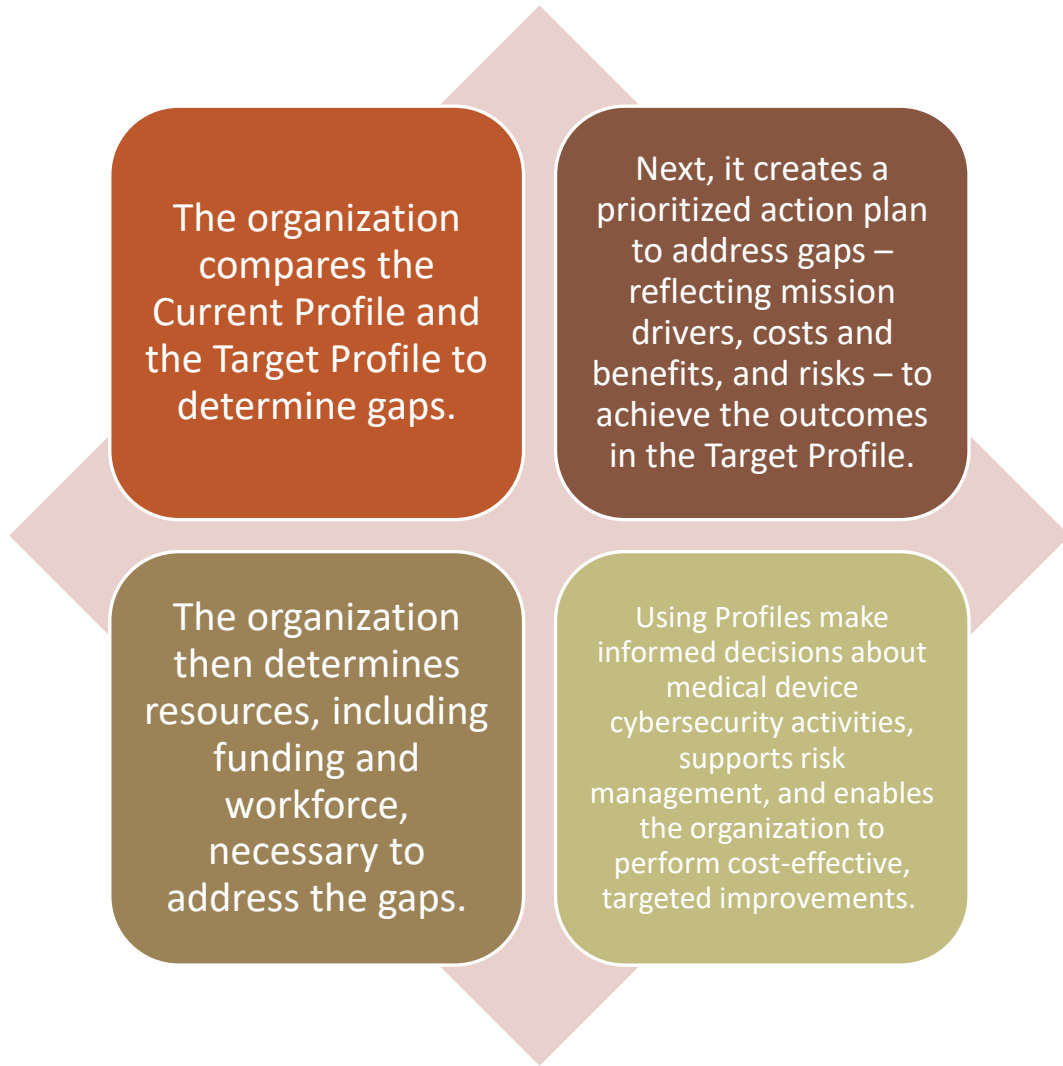 The organization
compares the
Current Profile and
the Target Profile to
determine gaps.
Next, it creates a
prioritized action plan
to address gaps –
reflecting mission
drivers, costs and
benefits, and risks – to
achieve the outcomes
in the Target Profile.
The organization
then determines
resources, including
funding and
workforce,
necessary to
address the gaps.
Using Profiles make
informed decisions about
medical device
cybersecurity activities,
supports risk
management, and enables
the organization to
perform cost-effective,
targeted improvements.